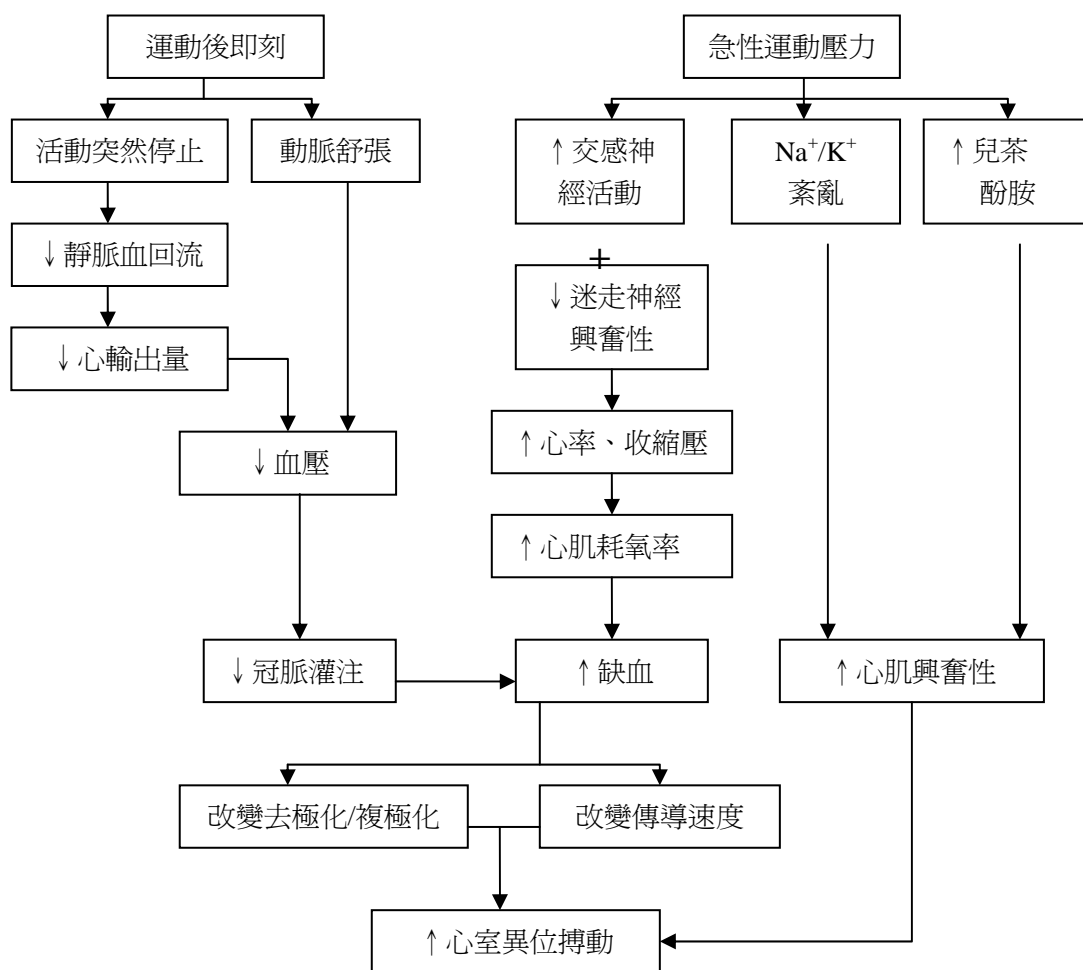 運動後即刻
急性運動壓力
活動突然停止
動脈舒張
↑交感神
經活動
Na⁺/K⁺
紊亂
↑兒茶
酚胺
↓靜脈血回流
+
↓迷走神經
興奮性
↓心輸出量
↑心率、收縮壓
↓血壓
↑心肌耗氧率
↓冠脈灌注
↑缺血
↑心肌興奮性
改變去極化/複極化
改變傳導速度
↑心室異位搏動